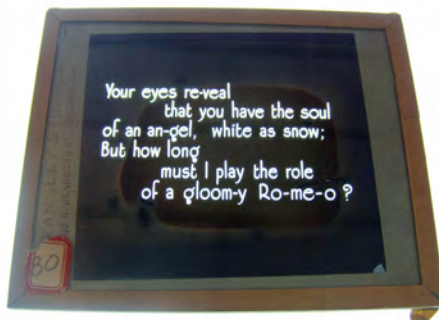 Your eyes re-veal
that you have the soul
of an an-gel, white as snow;
But how long
must I play the role
of a gloom-y Ro-me-o ?
30